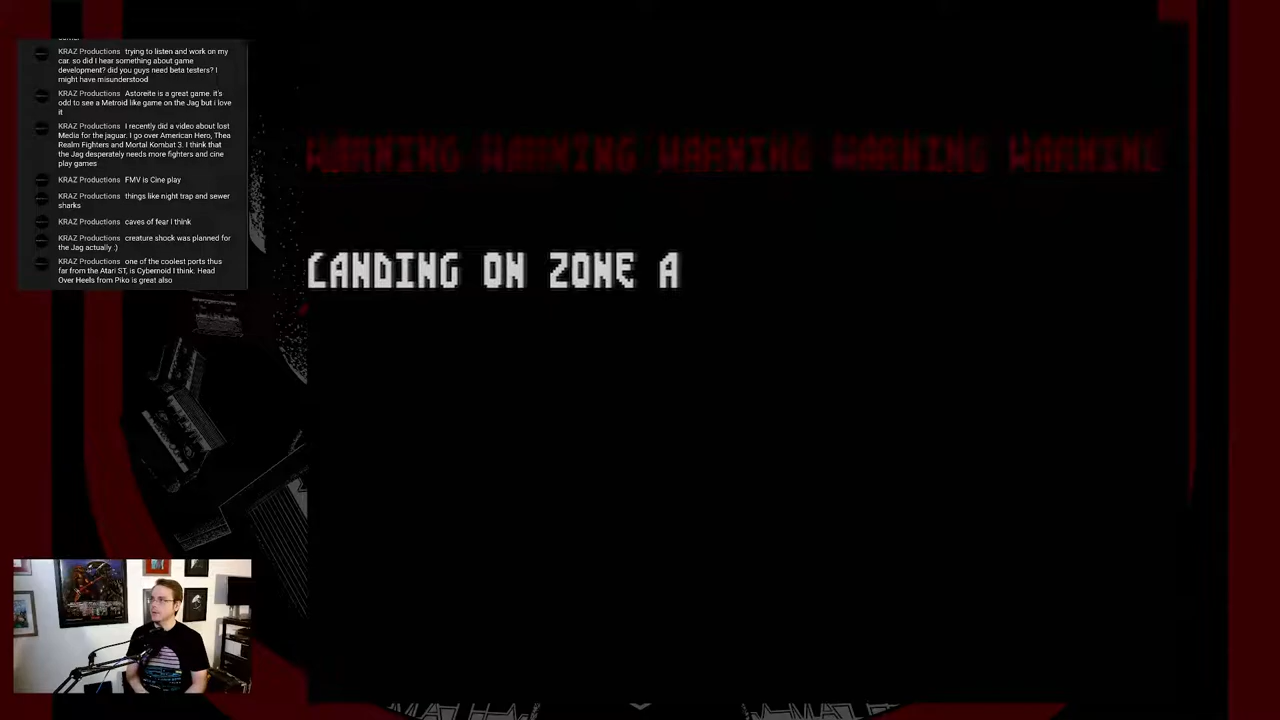 KRAZ Productions trying to listen and work on my
car. so did I hear something about game
development? did you guys need beta testers? I
might have misunderstood
KRAZ Productions Astoreite is a great game. it's
odd to see a Metroid like game on the Jag but i love
it
KRAZ Productions I recently did a video about lost
Media for the jaguar. I go over American Hero, Thea
Realm Fighters and Mortal Kombat 3. I think that
the Jag desperately needs more fighters and cine
play games
KRAZ Productions FMV is Cine play
KRAZ Productions things like night trap and sewer
sharks
KRAZ Productions caves of fear I think
KRAZ Productions creature shock was planned for
the Jag actually :)
KRAZ Productions one of the coolest ports thus
far from the Atari ST, is Cybernoid I think. Head
Over Heels from Piko is great also
WARNING WARNING WARNING WARNING WARNING
LANDING ON ZONE A